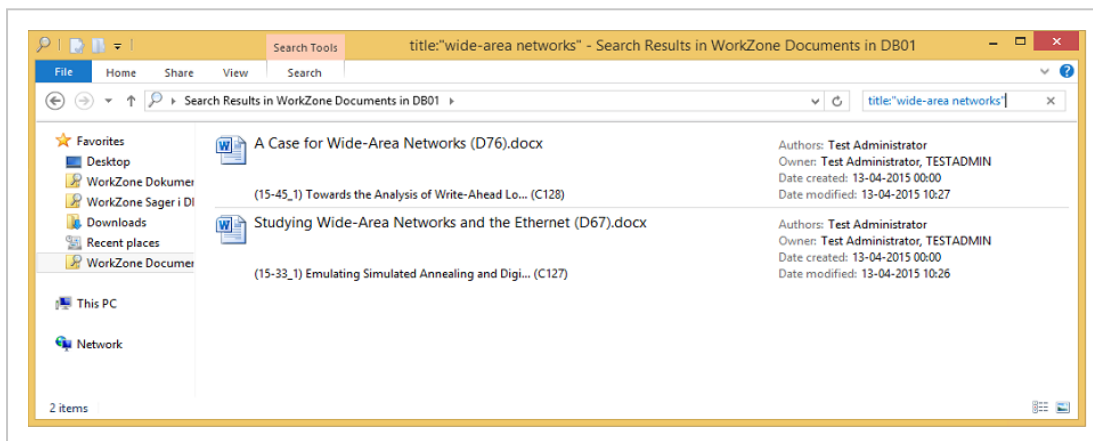 Search Tools
title:"wide-area networks" - Search Results in WorkZone Documents in DB01
File Home Share View Search
Search Results in WorkZone Documents in DB01
title:"wide-area networks"
Favorites
Desktop
WorkZone Dokumer
WorkZone Sager i DI
Downloads
Recent places
WorkZone Documer
This PC
Network
A Case for Wide-Area Networks (D76).docx
(15-45_1) Towards the Analysis of Write-Ahead Lo... (C128)
Authors: Test Administrator
Owner: Test Administrator, TESTADMIN
Date created: 13-04-2015 00:00
Date modified: 13-04-2015 10:27
Studying Wide-Area Networks and the Ethernet (D67).docx
(15-33_1) Emulating Simulated Annealing and Digi... (C127)
Authors: Test Administrator
Owner: Test Administrator, TESTADMIN
Date created: 13-04-2015 00:00
Date modified: 13-04-2015 10:26
2 items